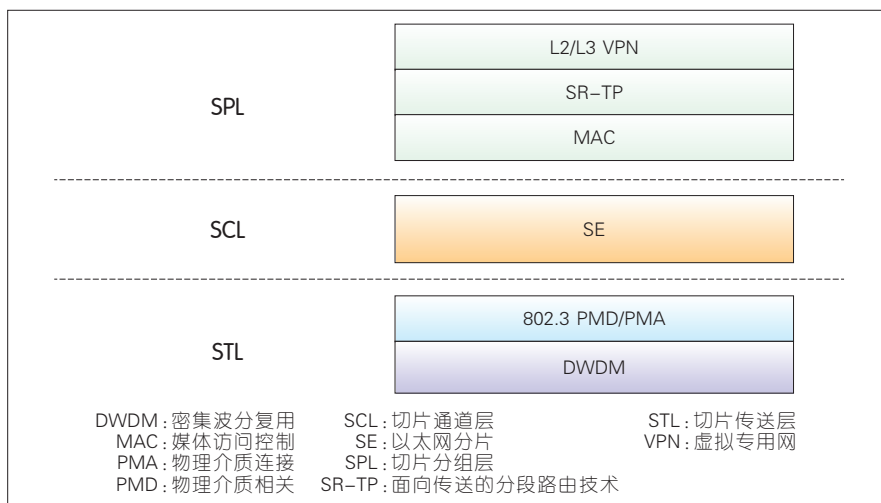 L2/L3 VPN
SPL
SR-TP
MAC
SCL
SE
802.3 PMD/PMA
STL
DWDM
DWDM:密集波分复用 SCL:切片通道层 STL:切片传送层
MAC:媒体访问控制 SE:以太网分片 VPN:虚拟专用网
PMA:物理介质连接 SPL:切片分组层
PMD:物理介质相关 SR-TP:面向传送的分段路由技术